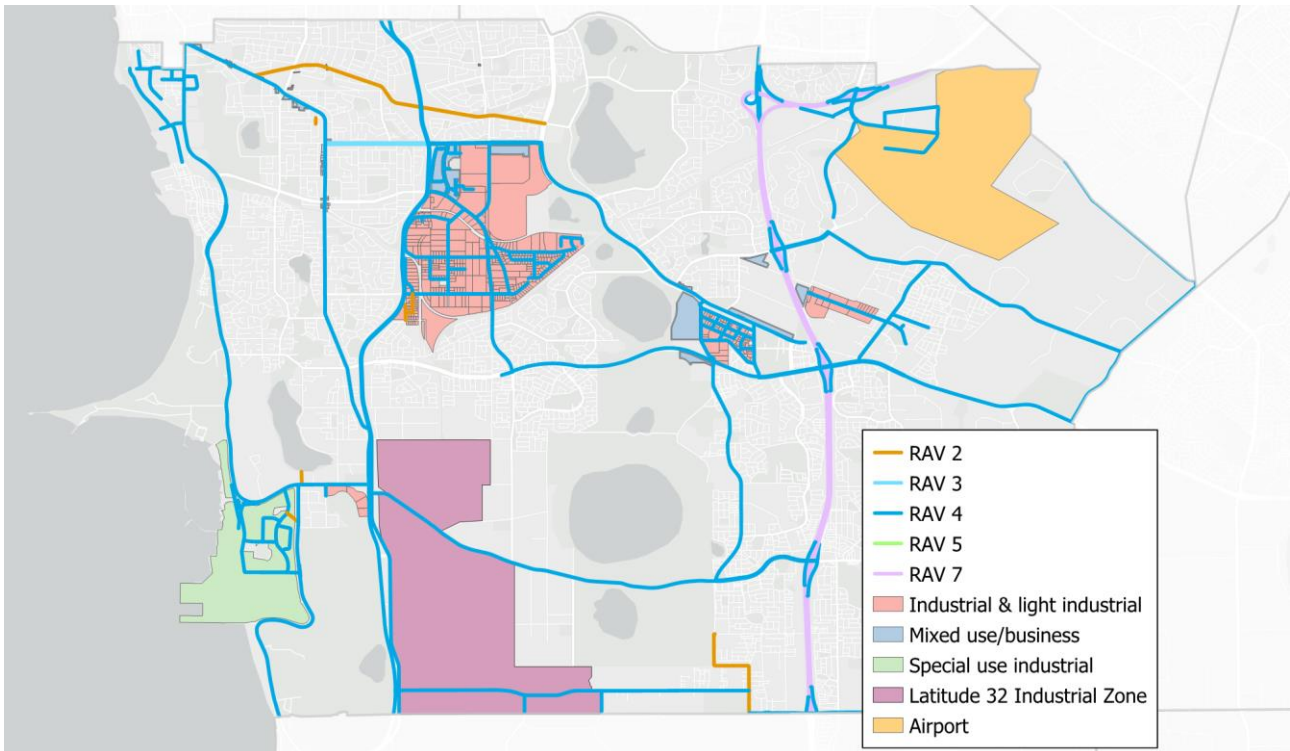 RAV 2
RAV 3
RAV 4
RAV 5
RAV 7
Industrial & light industrial
Mixed use/business
Special use industrial
Latitude 32 Industrial Zone
Airport